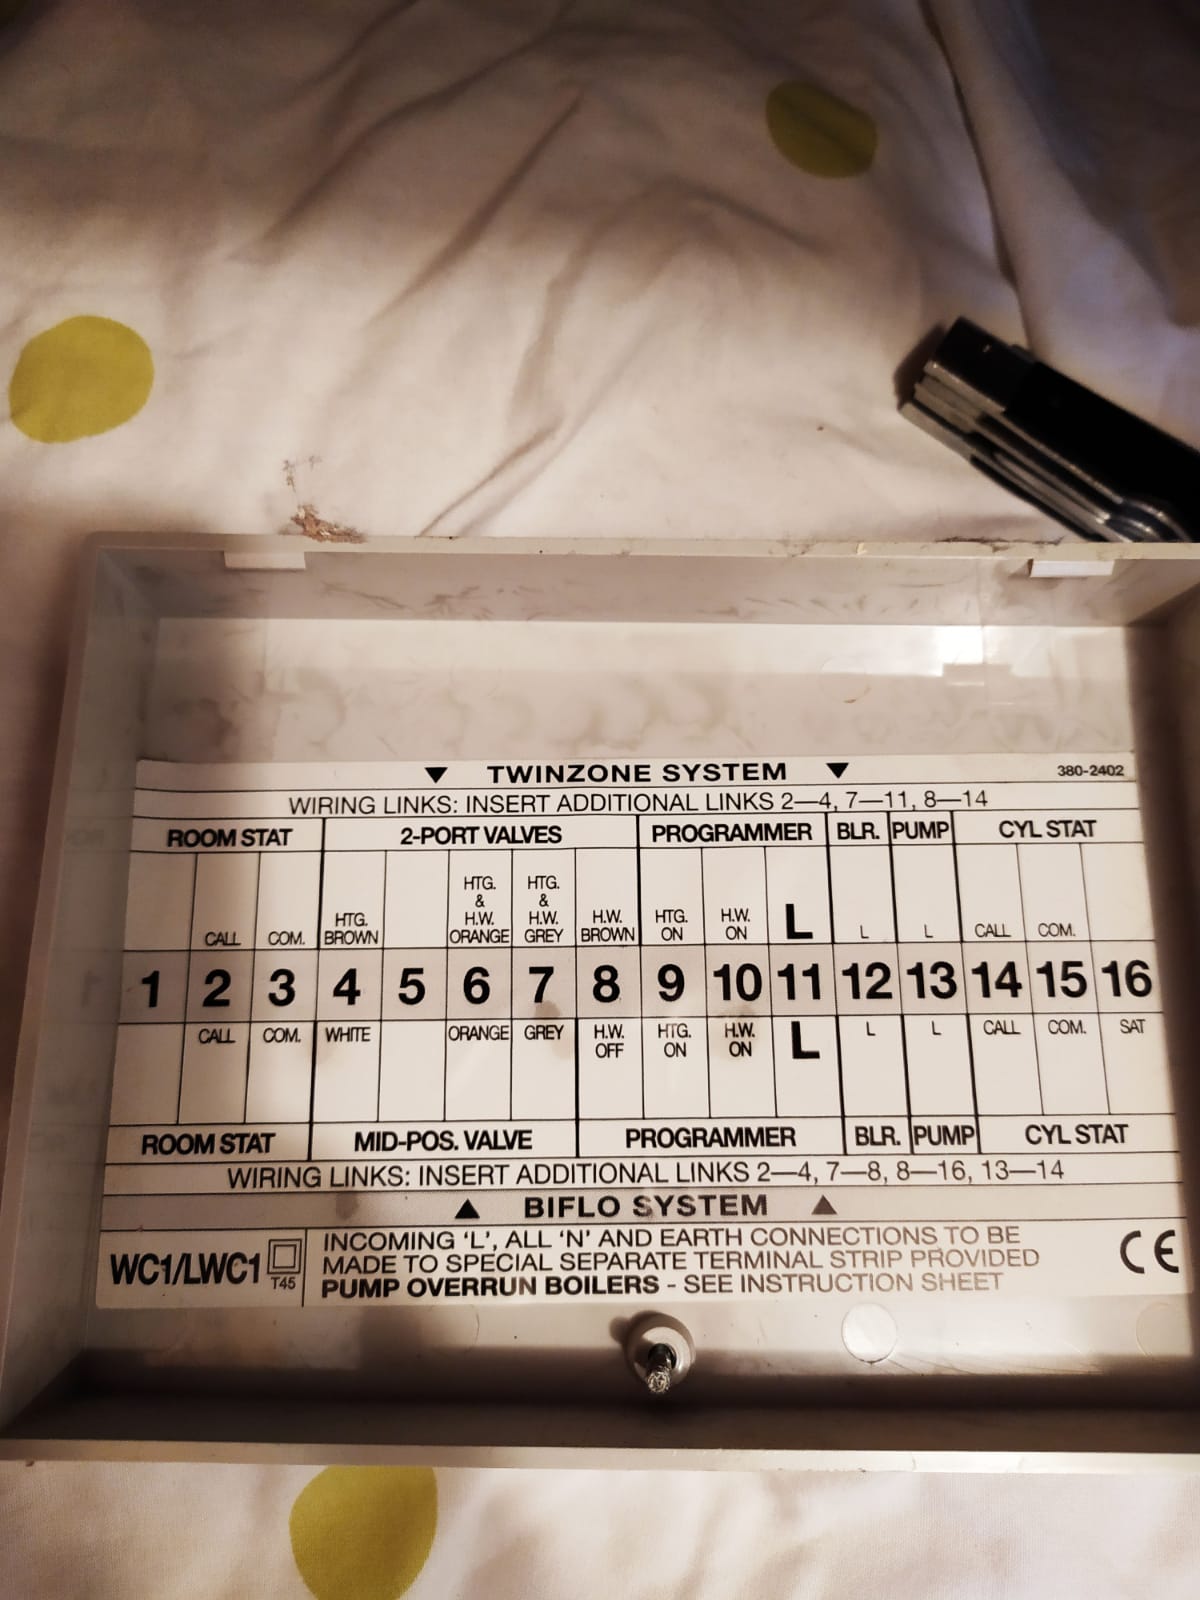 ▼ TWINZONE SYSTEM ▼ 380-2402
WIRING LINKS: INSERT ADDITIONAL LINKS 2—4, 7—11, 8—14
ROOM STAT 2-PORT VALVES PROGRAMMER BLR. PUMP CYL STAT
CALL COM. HTG. BROWN HTG. & H.W. ORANGE HTG. & H.W. GREY H.W. BROWN HTG. ON H.W. ON L L L CALL COM.
1 2 3 4 5 6 7 8 9 10 11 12 13 14 15 16
CALL COM. WHITE ORANGE GREY H.W. OFF HTG. ON H.W. ON L L L CALL COM. SAT
ROOM STAT MID-POS. VALVE PROGRAMMER BLR. PUMP CYL STAT
WIRING LINKS: INSERT ADDITIONAL LINKS 2—4, 7—8, 8—16, 13—14
▲ BIFLO SYSTEM ▲
WC1/LWC1 T45
INCOMING 'L', ALL 'N' AND EARTH CONNECTIONS TO BE
MADE TO SPECIAL SEPARATE TERMINAL STRIP PROVIDED
PUMP OVERRUN BOILERS - SEE INSTRUCTION SHEET
CE